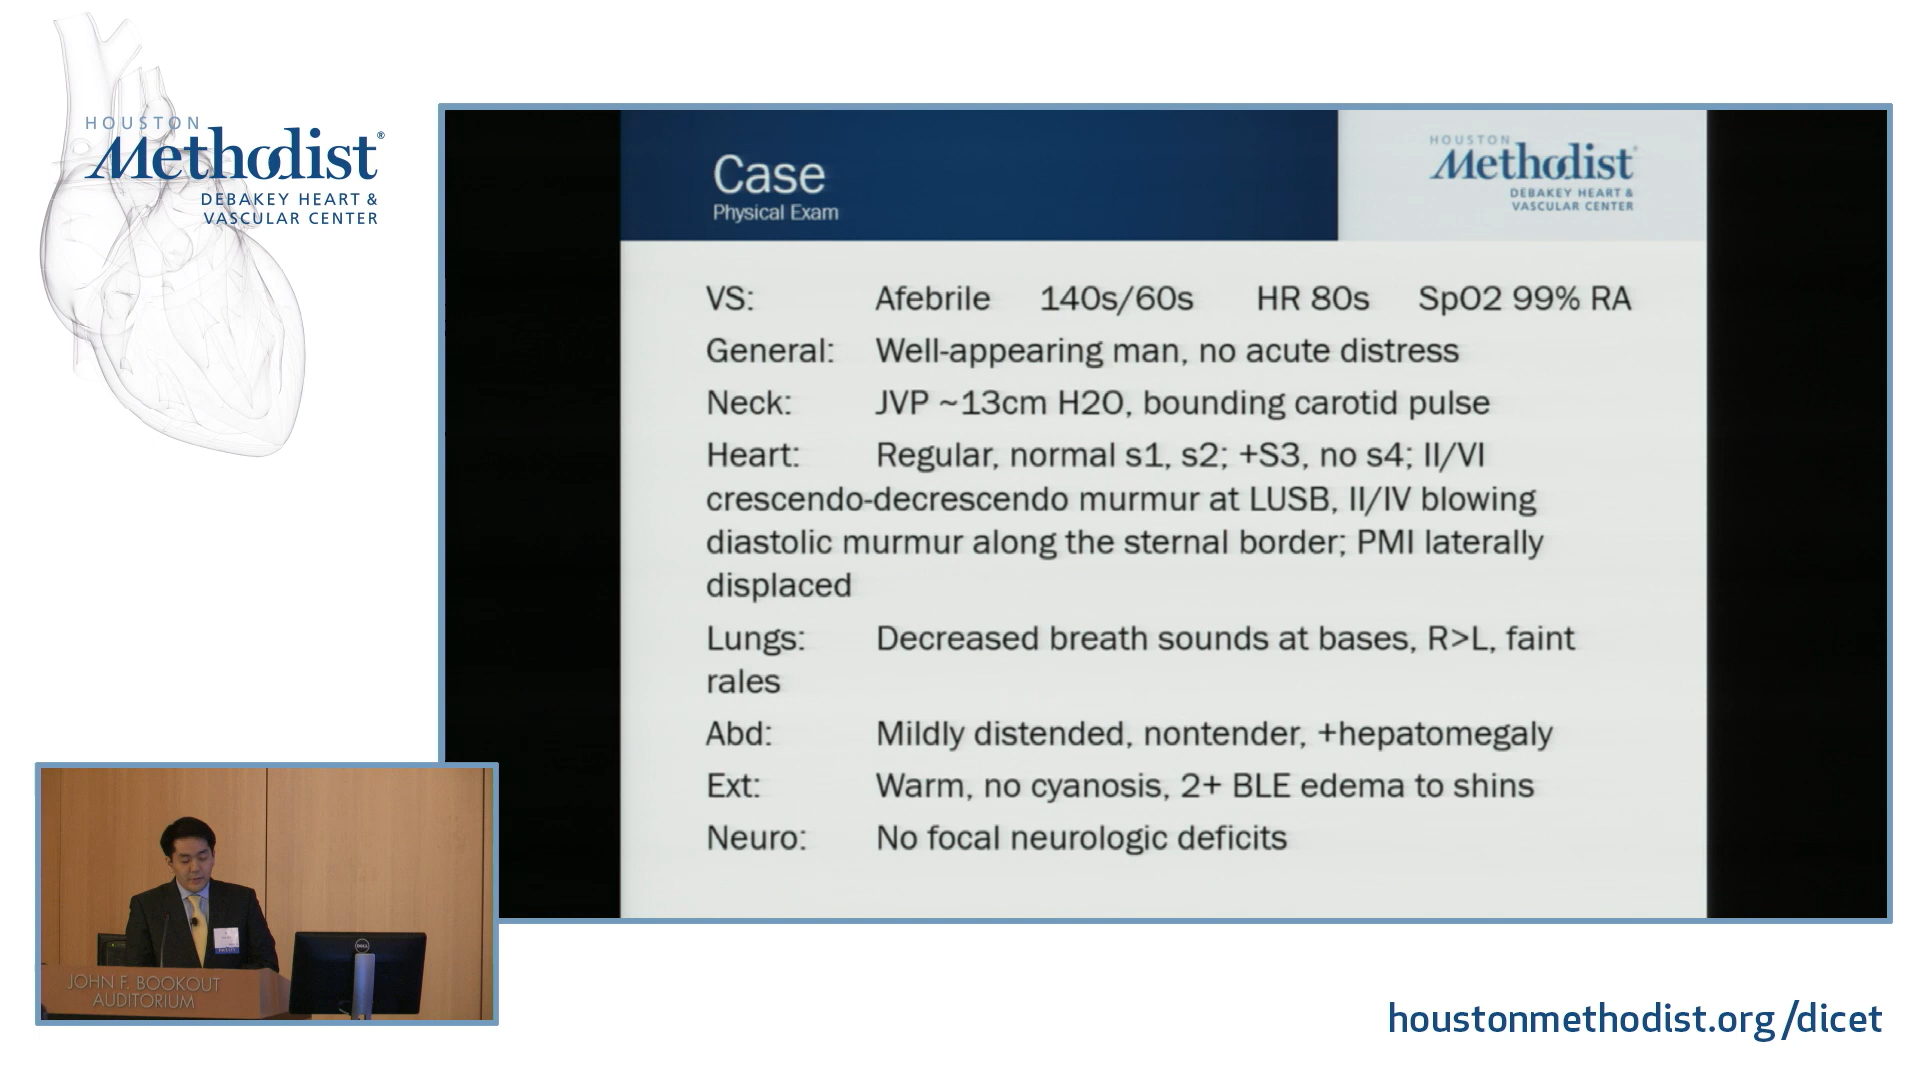 HOUSTON
Methodist®
DEBAKEY HEART &
VASCULAR CENTER
Case
Physical Exam
HOUSTON
Methodist
DEBAKEY HEART &
VASCULAR CENTER
VS: Afebrile 140s/60s HR 80s SpO2 99% RA
General: Well-appearing man, no acute distress
Neck: JVP ~13cm H2O, bounding carotid pulse
Heart: Regular, normal s1, s2; +S3, no s4; II/VI
crescendo-decrescendo murmur at LUSB, II/IV blowing
diastolic murmur along the sternal border; PMI laterally
displaced
Lungs: Decreased breath sounds at bases, R>L, faint
rales
Abd: Mildly distended, nontender, +hepatomegaly
Ext: Warm, no cyanosis, 2+ BLE edema to shins
Neuro: No focal neurologic deficits
DELL
JOHN F. BOOKOUT
AUDITORIUM
houstonmethodist.org/dicet